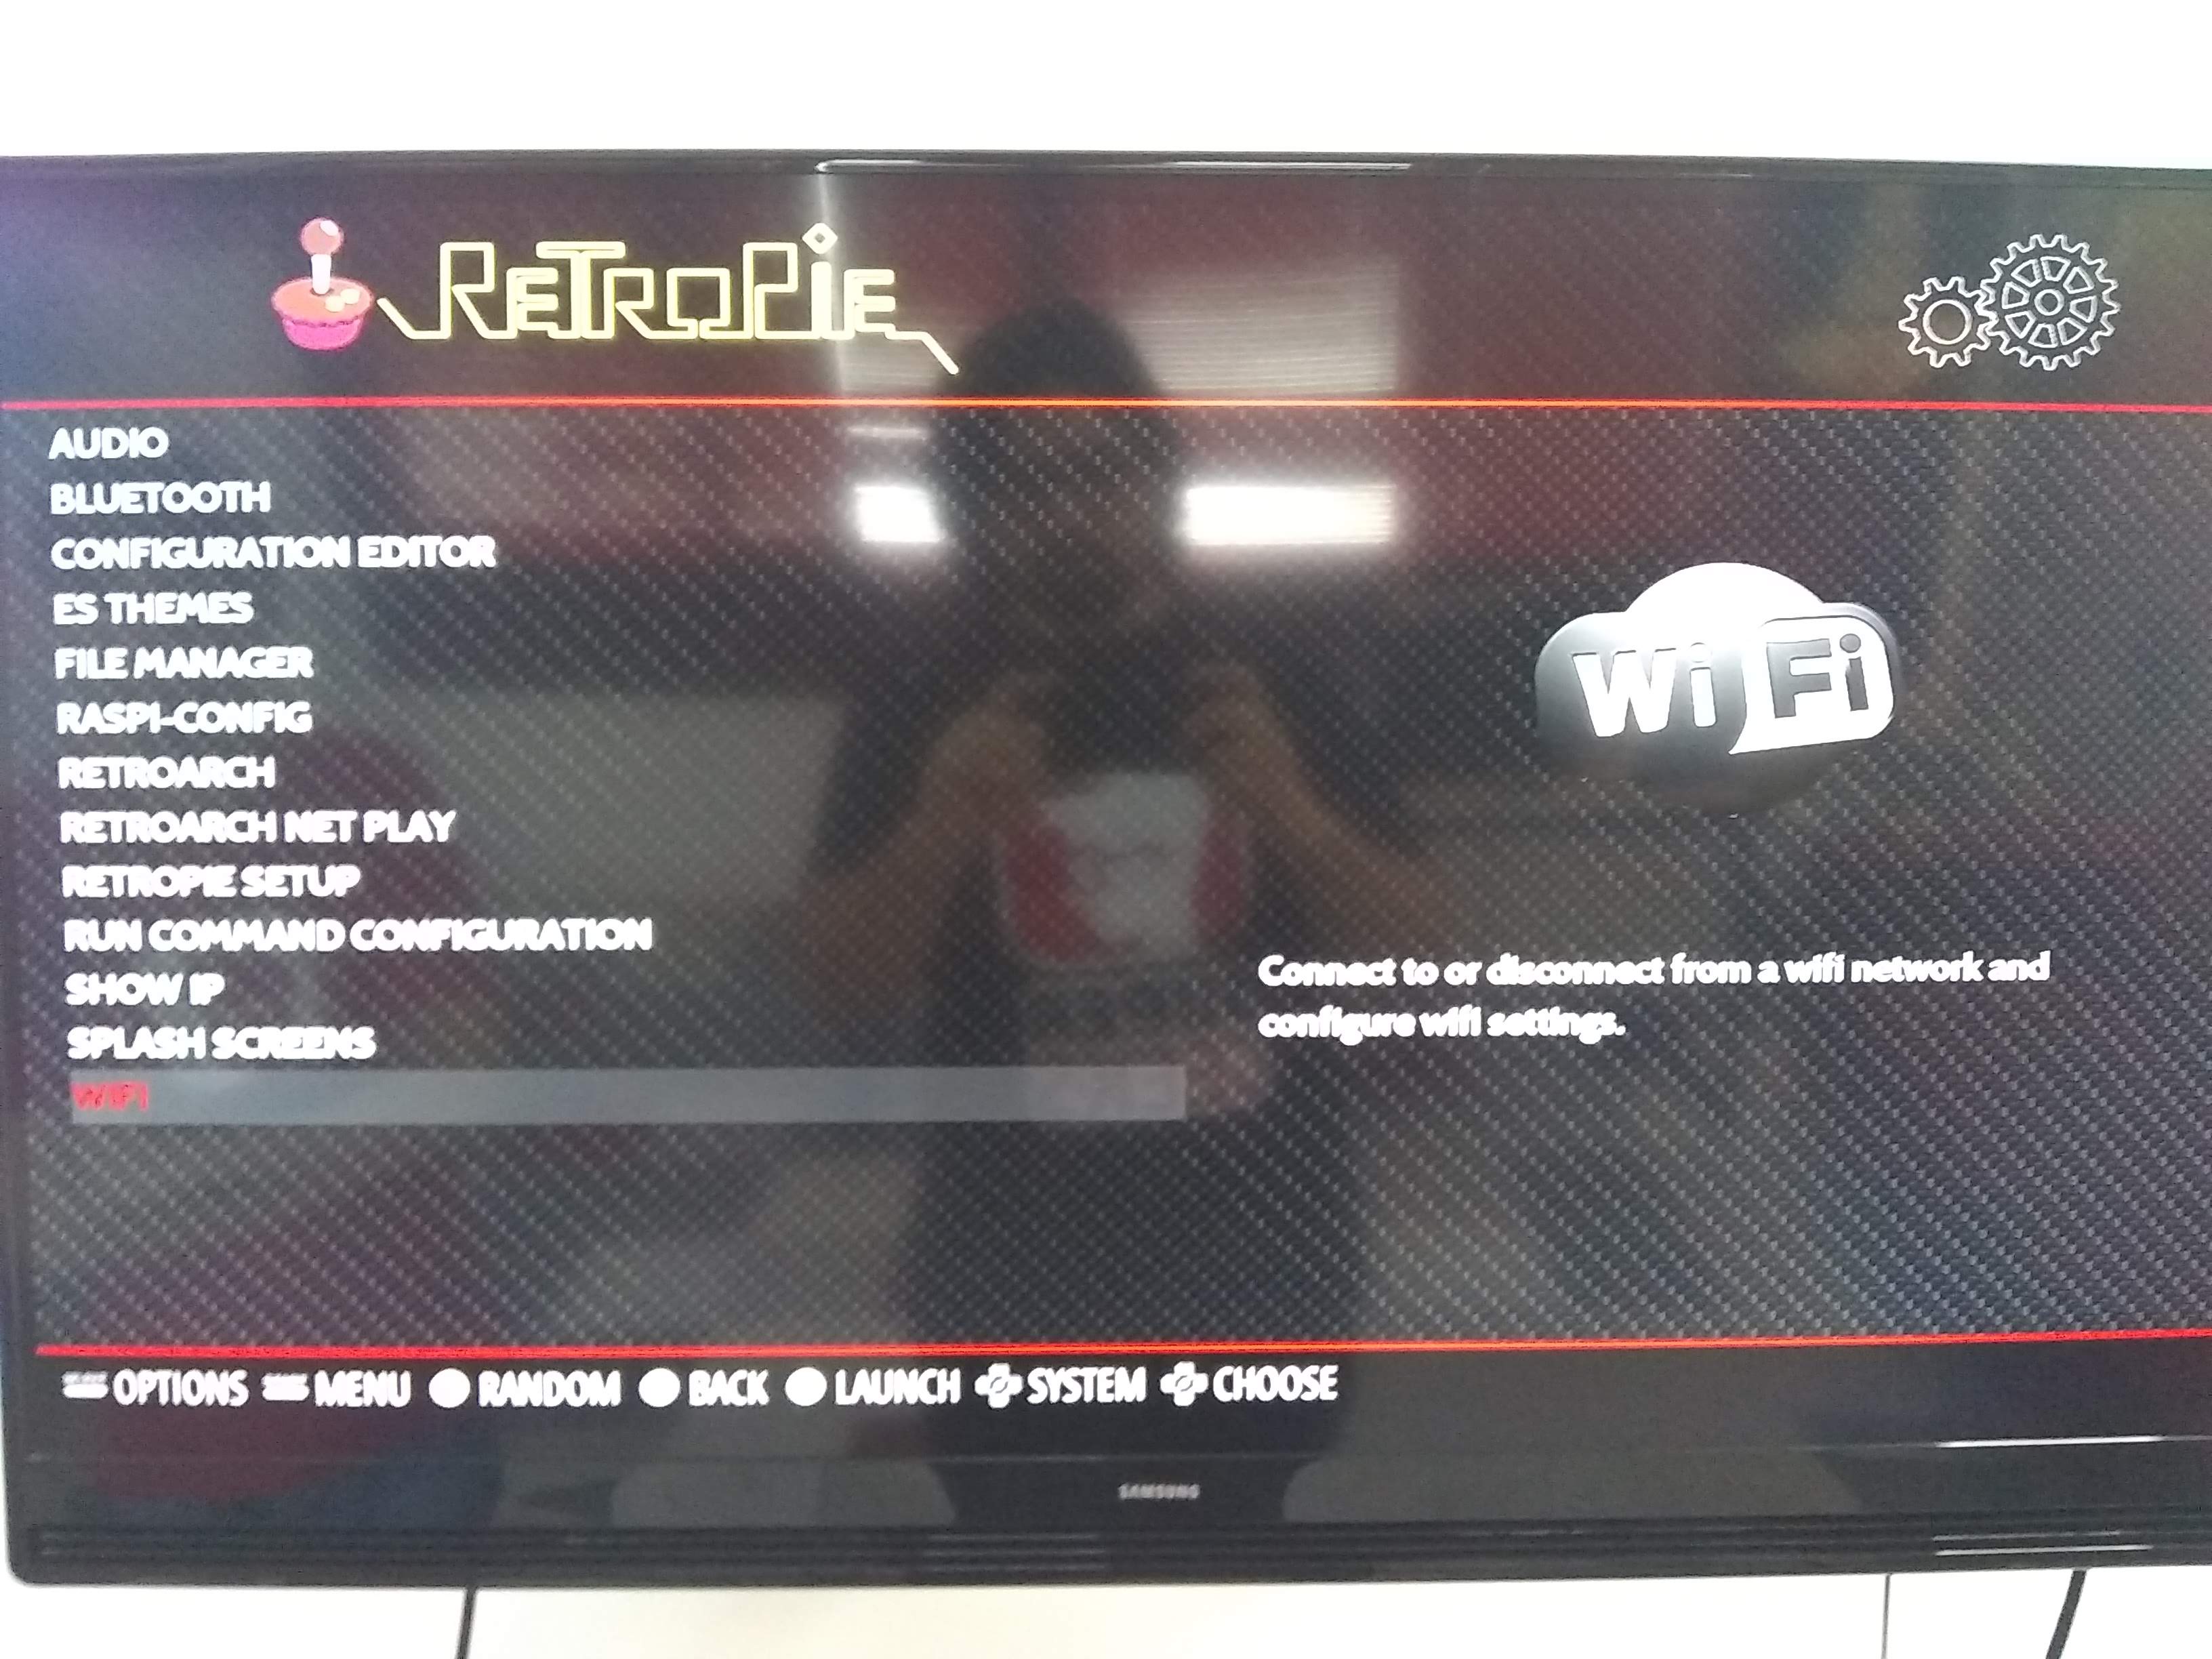 RETROPIE
AUDIO
BLUETOOTH
CONFIGURATION EDITOR
ES THEMES
FILE MANAGER
RASPI-CONFIG
RETROARCH
RETROARCH NET PLAY
RETROPIE SETUP
RUN COMMAND CONFIGURATION
SHOW IP
SPLASH SCREENS
WIFI
Wi Fi
Connect to or disconnect from a wifi network and
configure wifi settings.
OPTIONS MENU RANDOM BACK LAUNCH SYSTEM CHOOSE
SAMSUNG